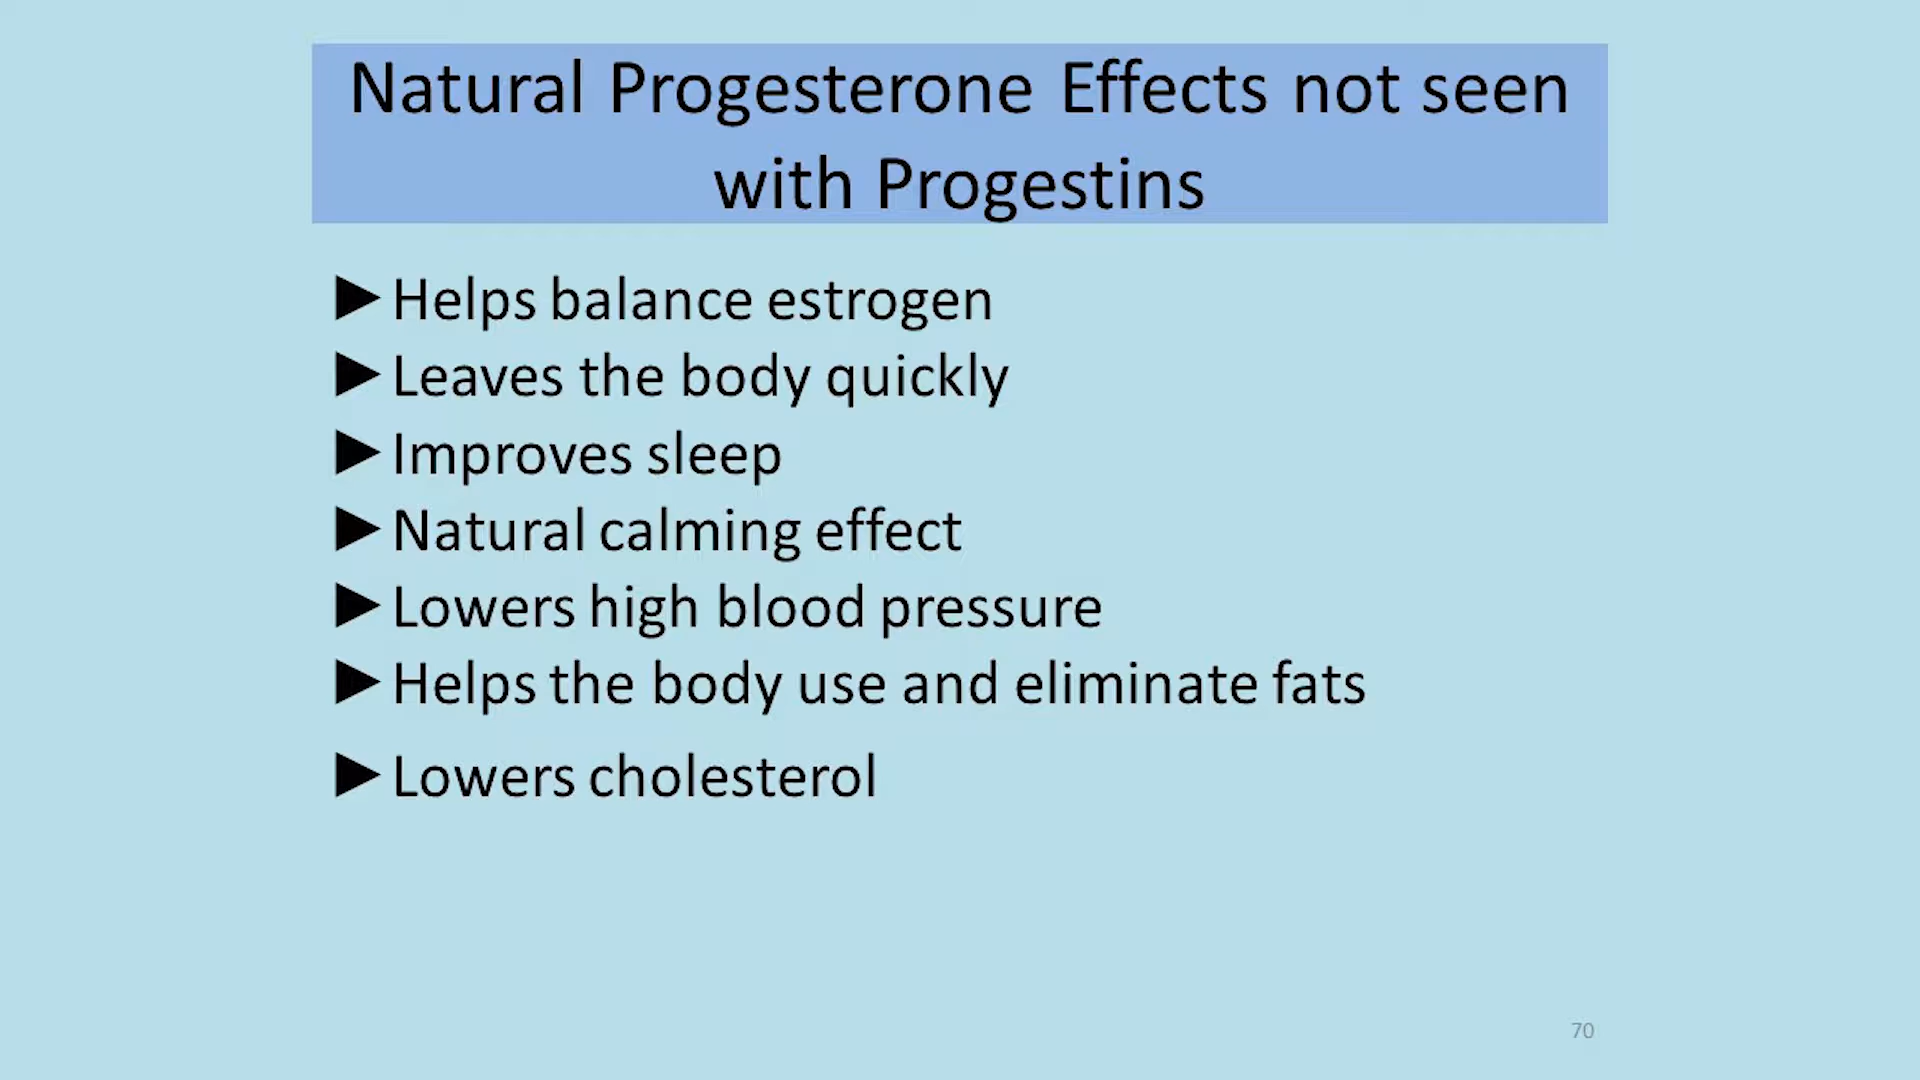 Natural Progesterone Effects not seen
with Progestins
►Helps balance estrogen
►Leaves the body quickly
►Improves sleep
►Natural calming effect
►Lowers high blood pressure
►Helps the body use and eliminate fats
►Lowers cholesterol
70